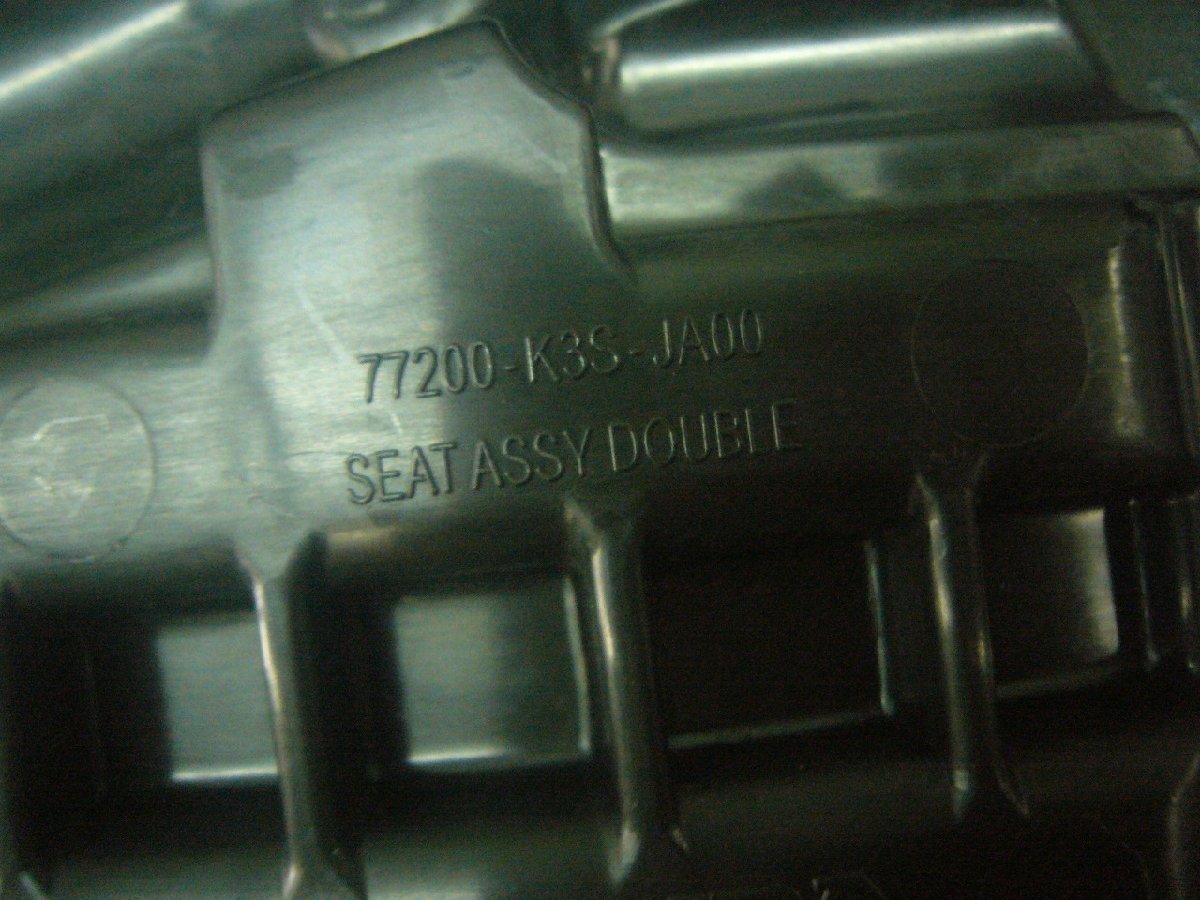 77200-K3S-JA00
SEAT ASSY DOUBLE